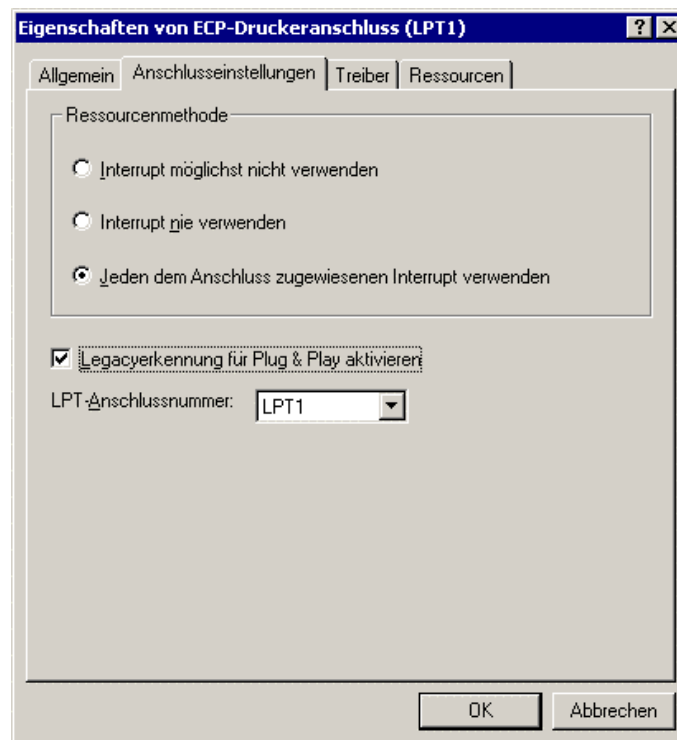 Eigenschaften von ECP-Druckeranschluss (LPT1)
Allgemein Anschlusseinstellungen Treiber Ressourcen
Ressourcenmethode
Interrupt möglichst nicht verwenden
Interrupt nie verwenden
Jeden dem Anschluss zugewiesenen Interrupt verwenden
Legacyerkennung für Plug & Play aktivieren
LPT-Anschlussnummer: LPT1
OK Abbrechen